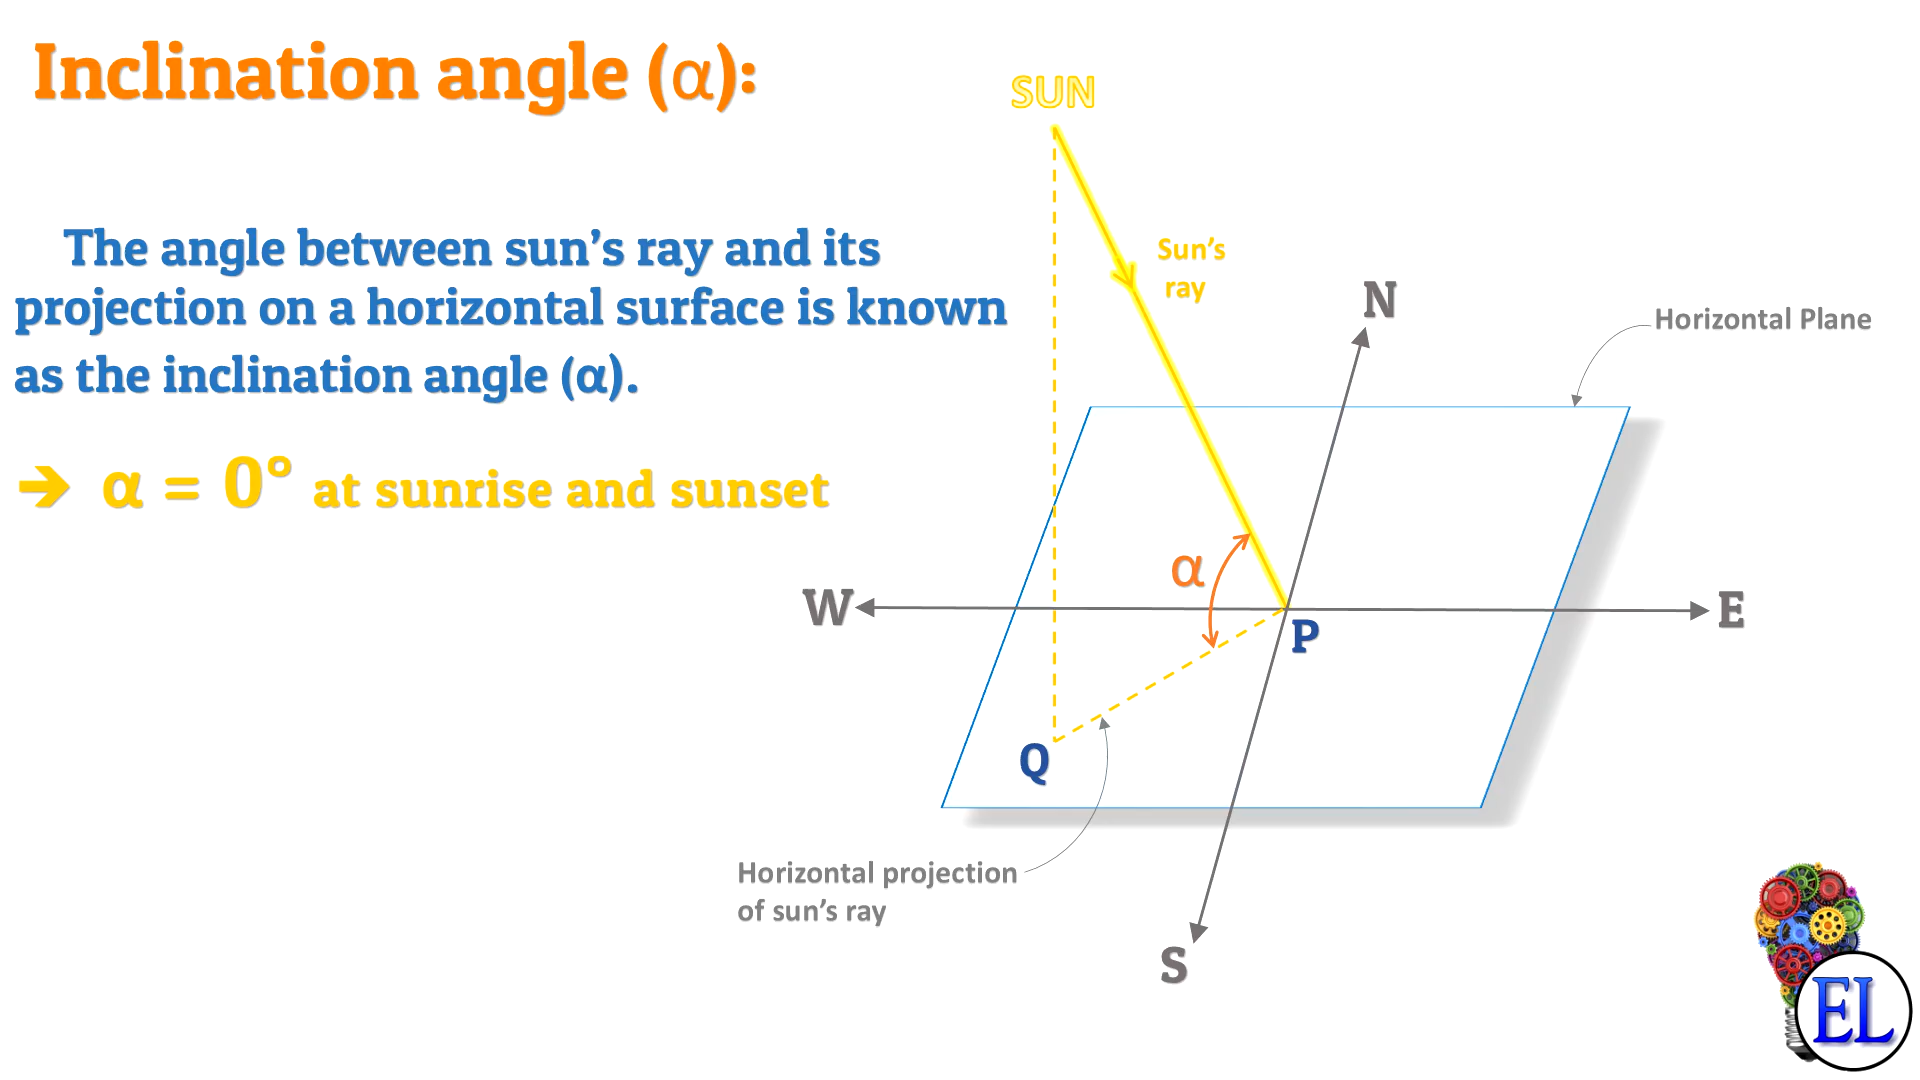 Inclination angle (α):
The angle between sun’s ray and its
projection on a horizontal surface is known
as the inclination angle (α).
➔ α = 0° at sunrise and sunset
SUN
Sun’s
ray
N
Horizontal Plane
α
W
E
P
Q
Horizontal projection
of sun’s ray
S
EL